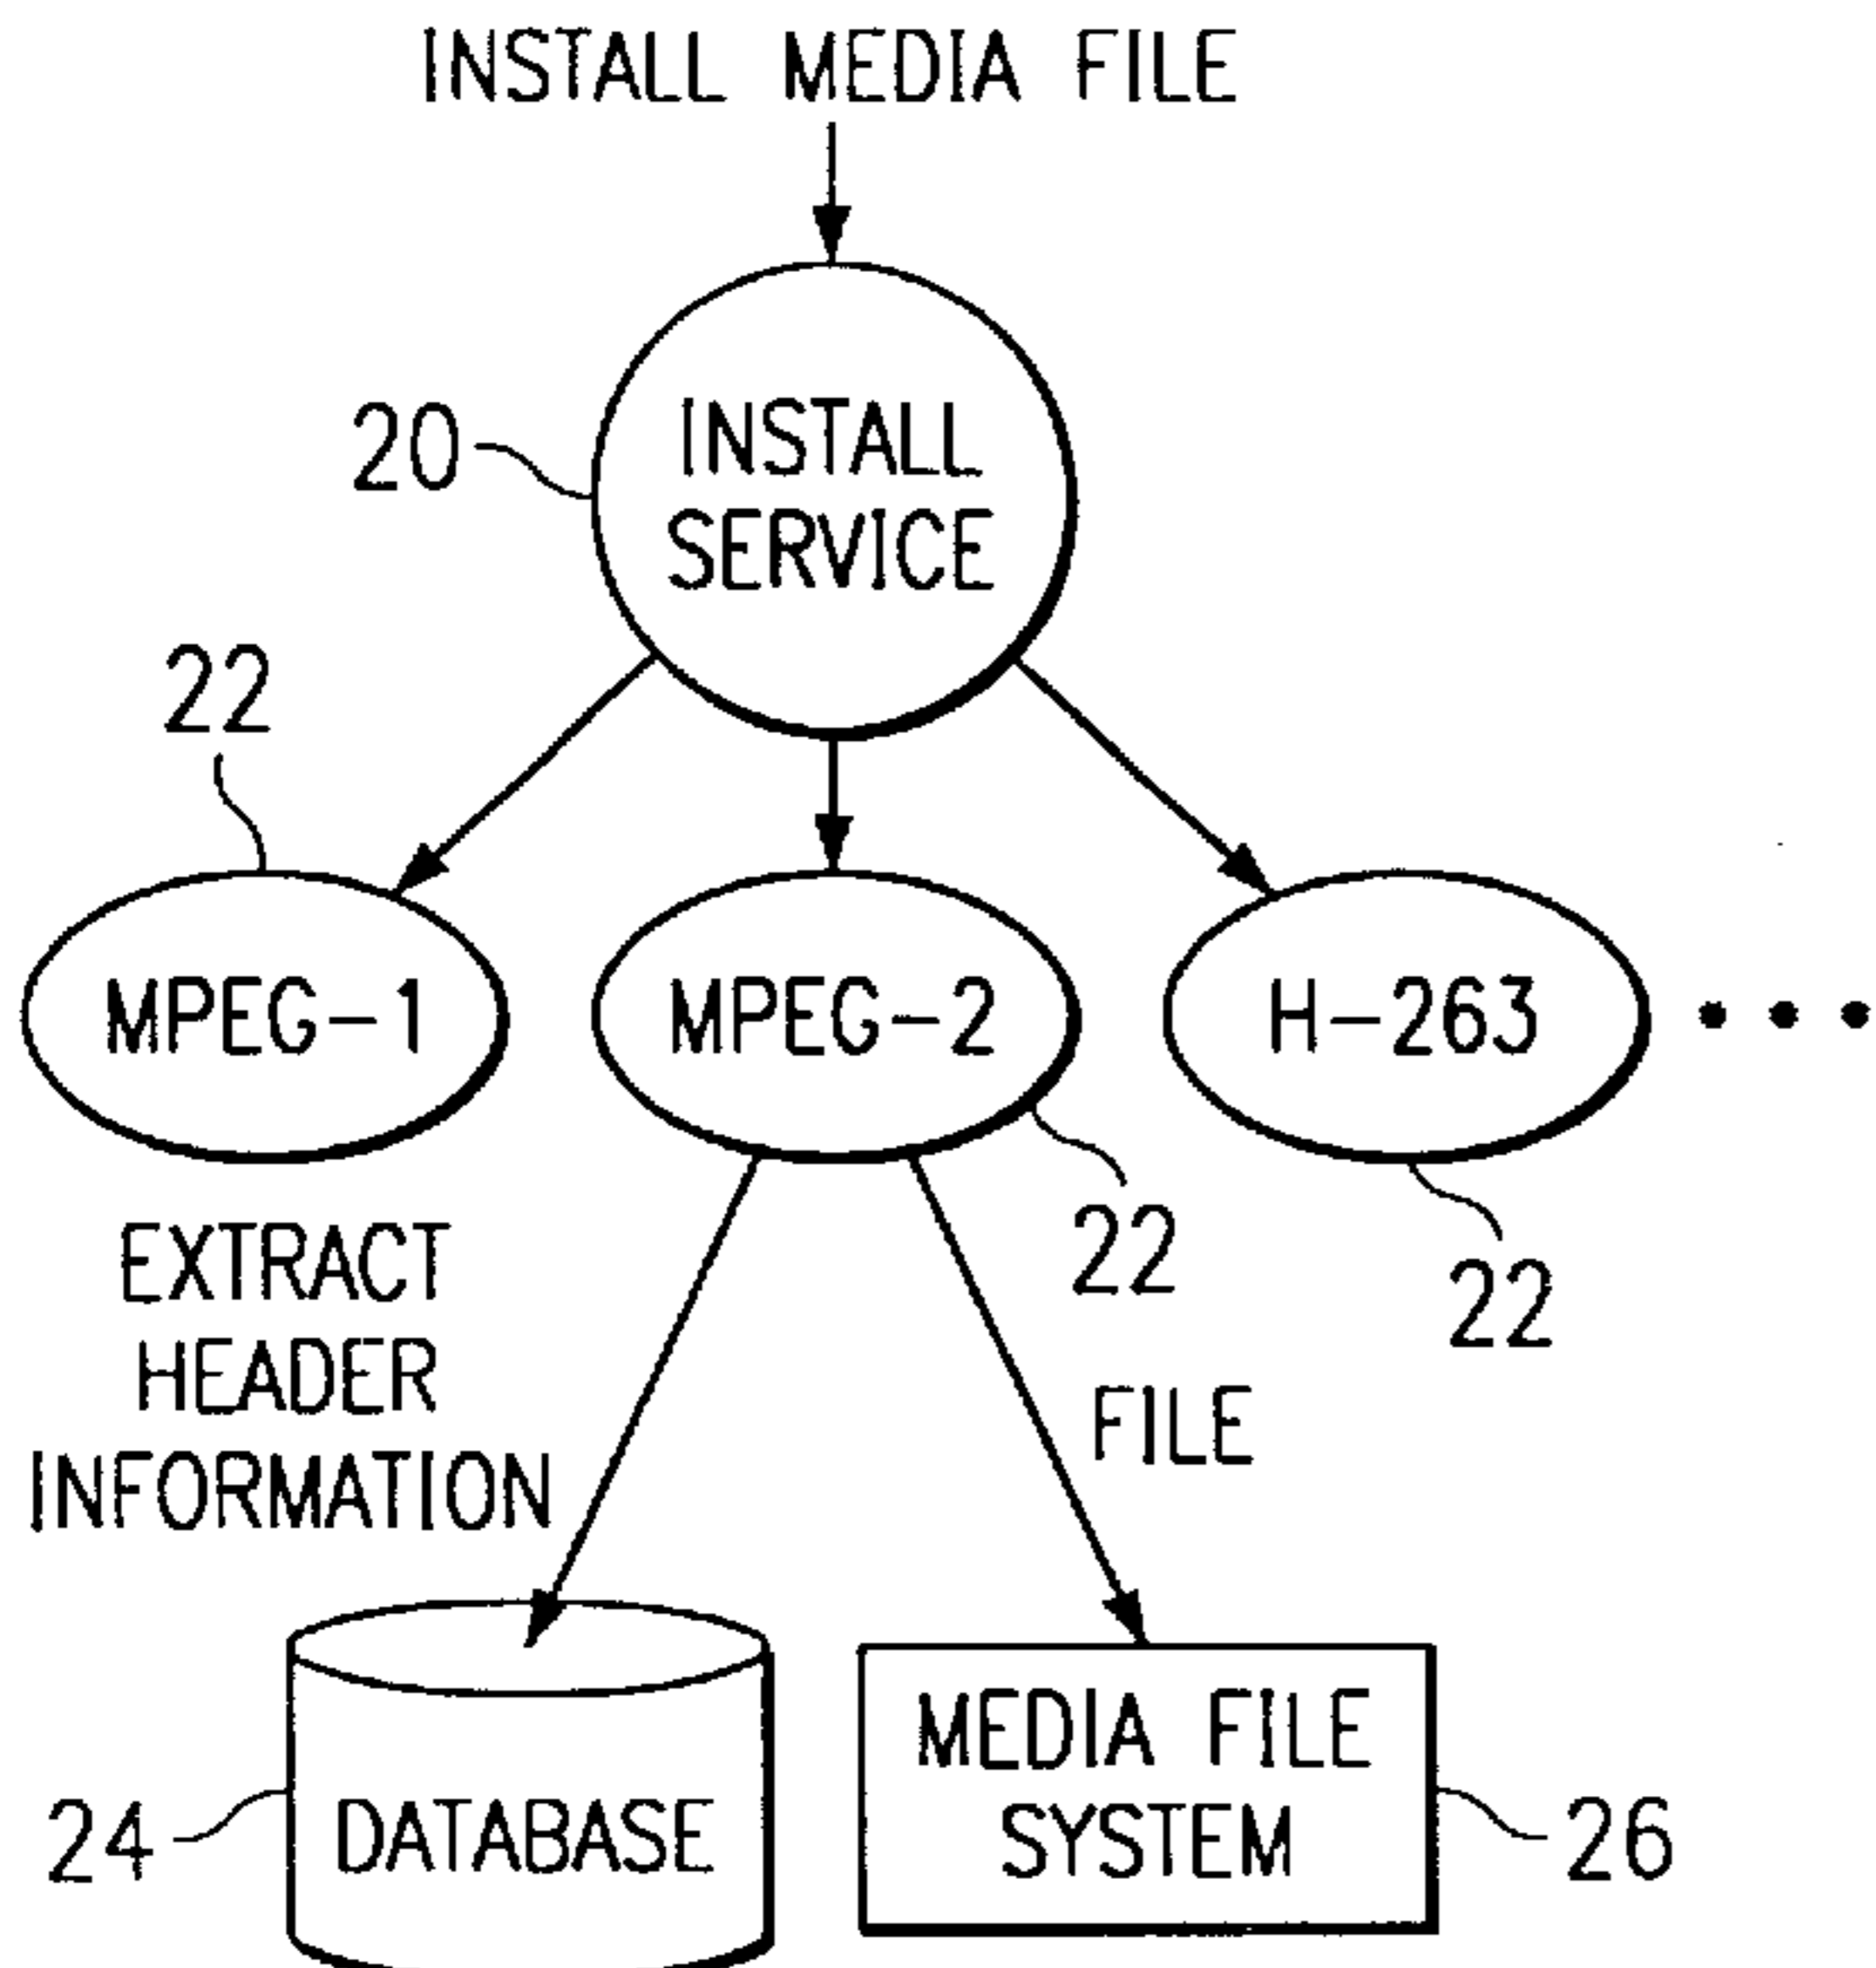 INSTALL MEDIA FILE
20
INSTALL
SERVICE
22
MPEG-1
MPEG-2
H-263
EXTRACT
HEADER
INFORMATION
22
22
FILE
24
DATABASE
MEDIA FILE
SYSTEM
26